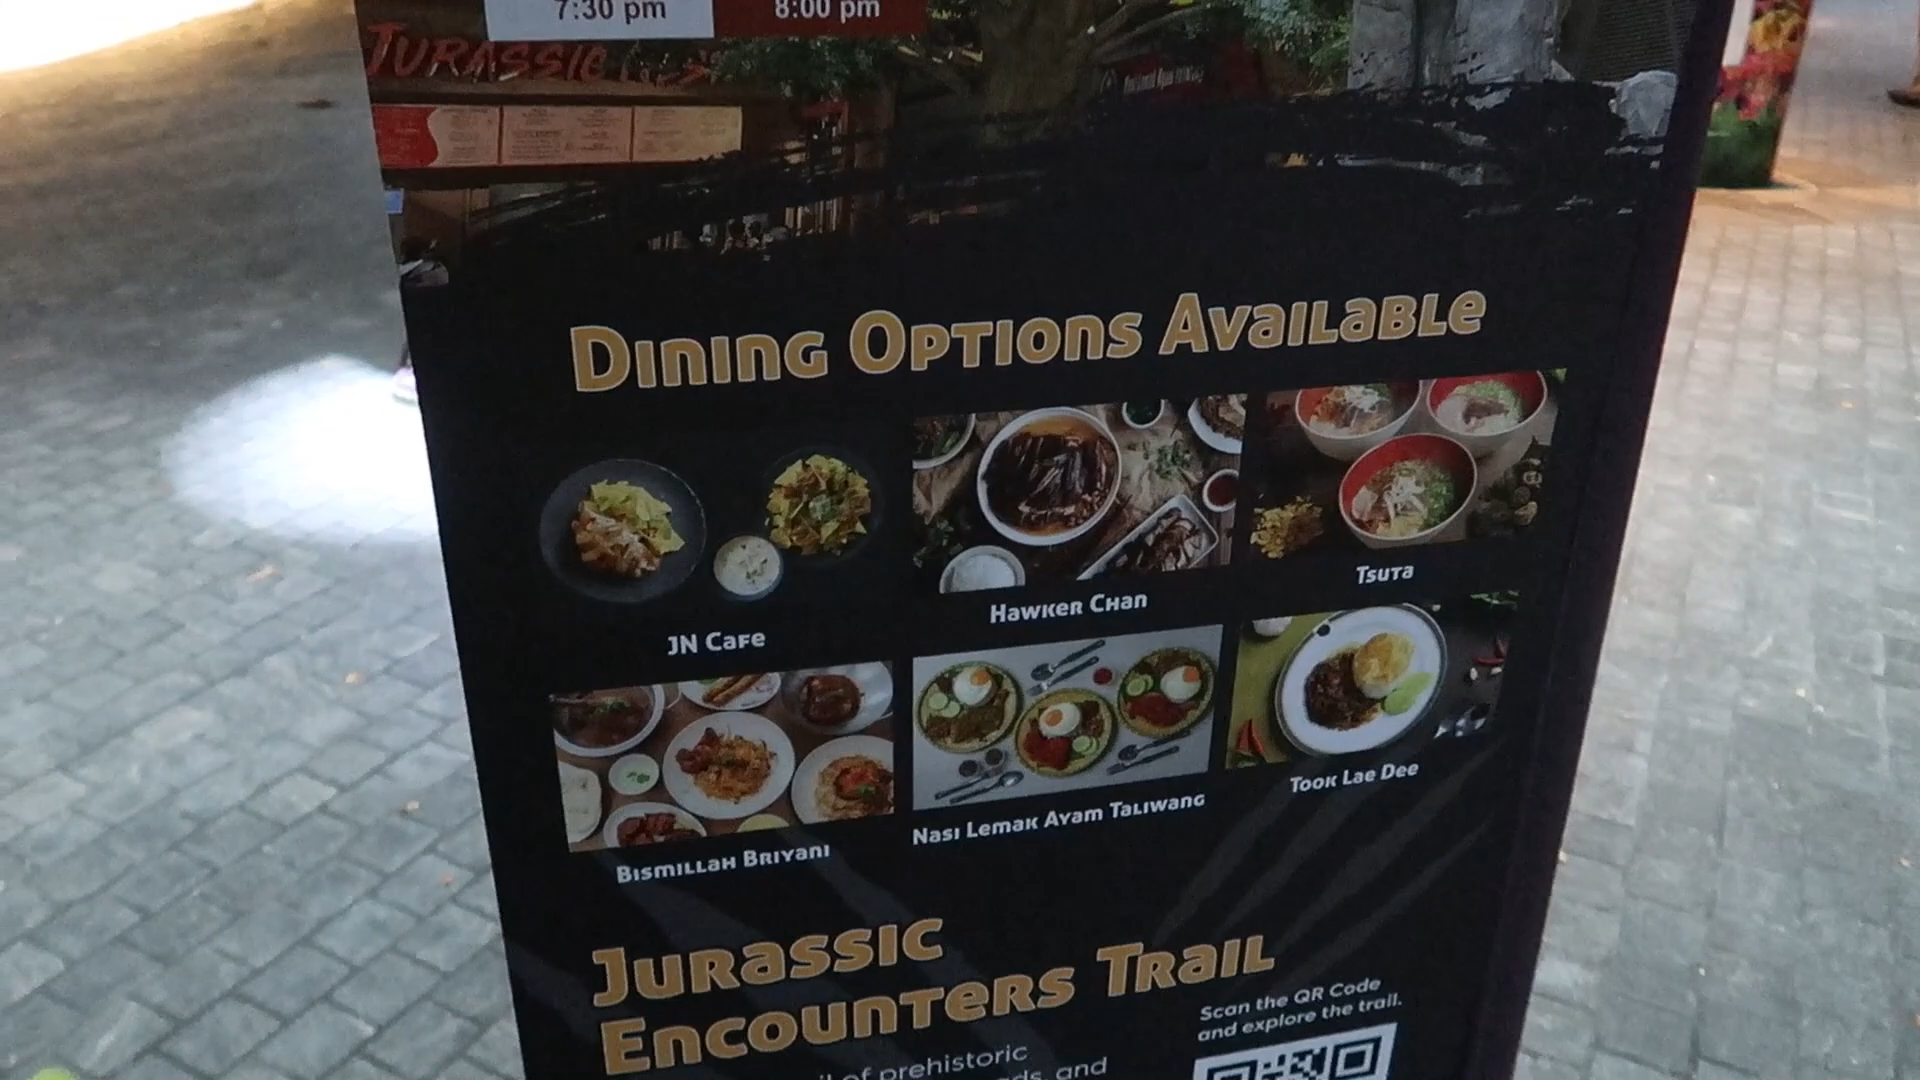 7:30 pm 8:00 pm
JURASSIC
Dining Options Available
JN Cafe
Hawker Chan
Tsuta
Bismillah Briyani
Nasi Lemak Ayam Taliwang
Took Lae Dee
Jurassic
Encounters Trail
Scan the QR Code
and explore the trail.
of prehistoric
and